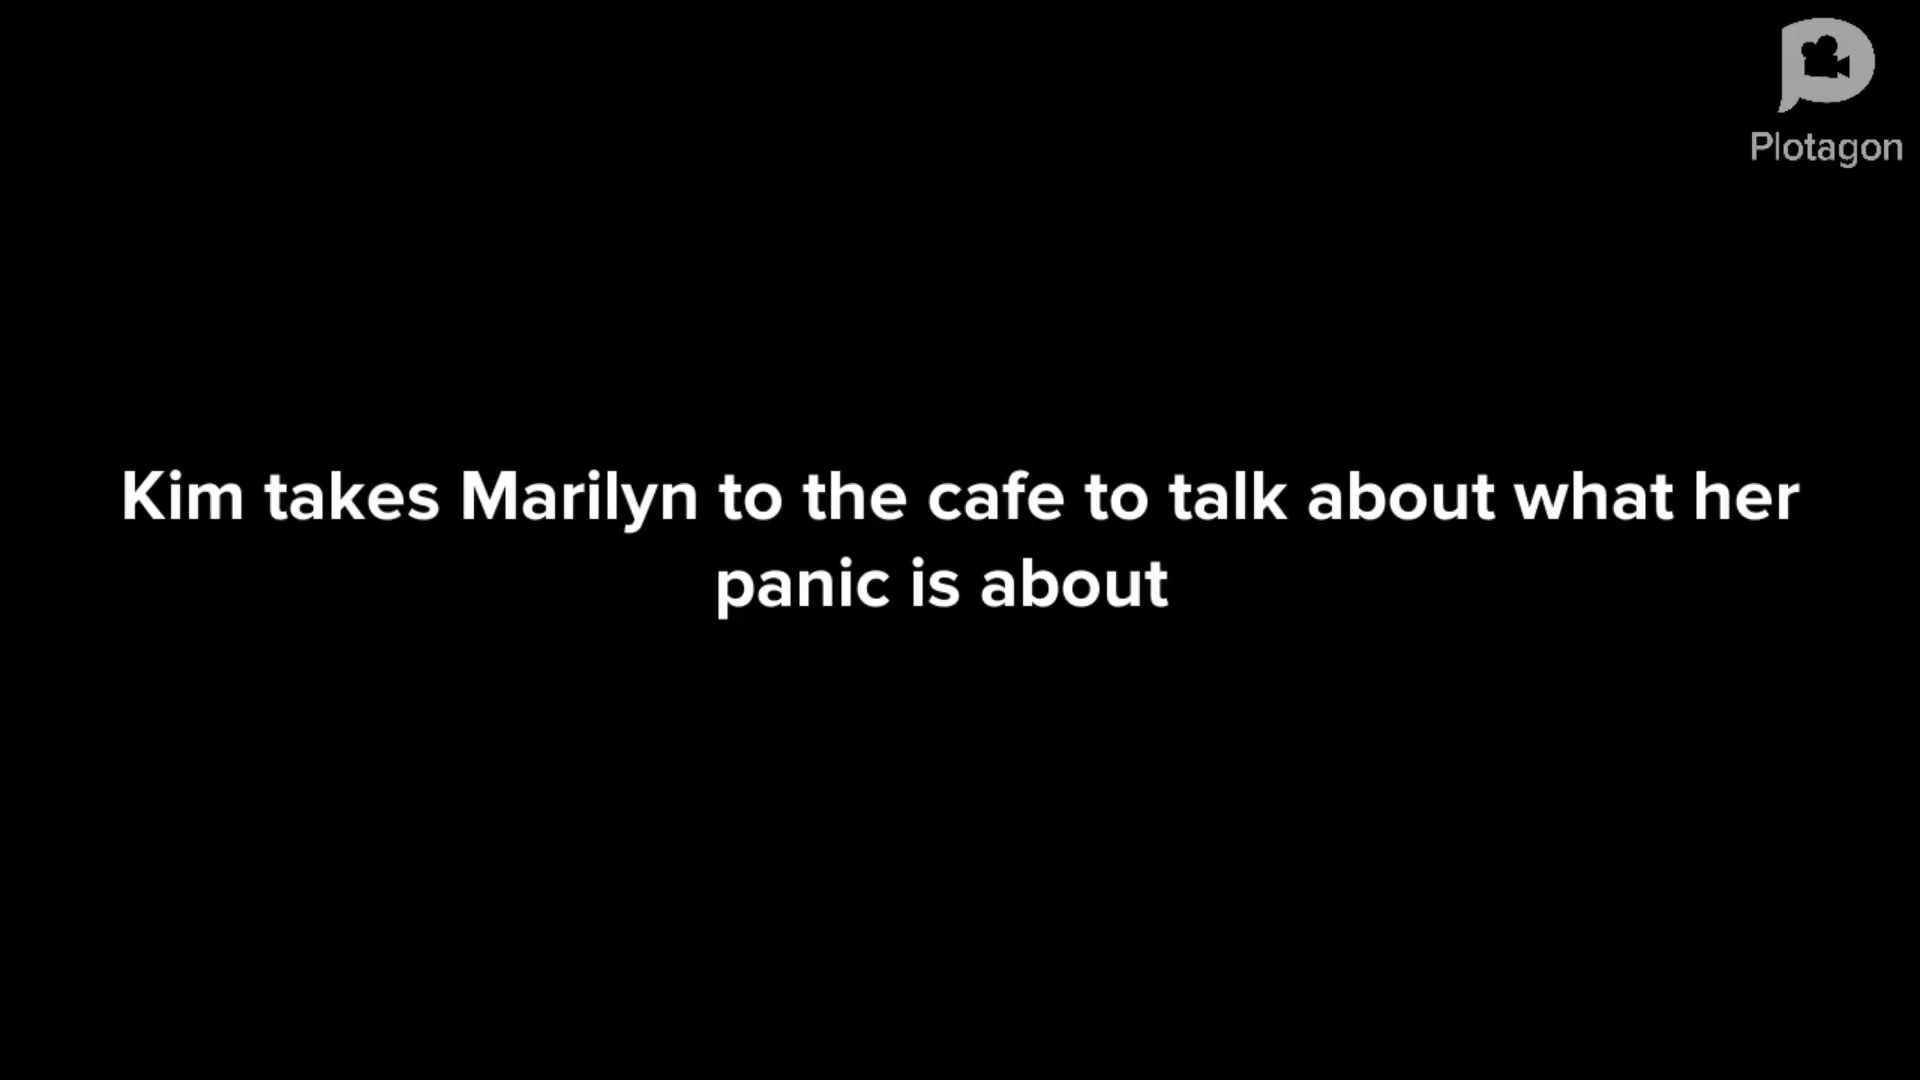 Plotagon
Kim takes Marilyn to the cafe to talk about what her
panic is about